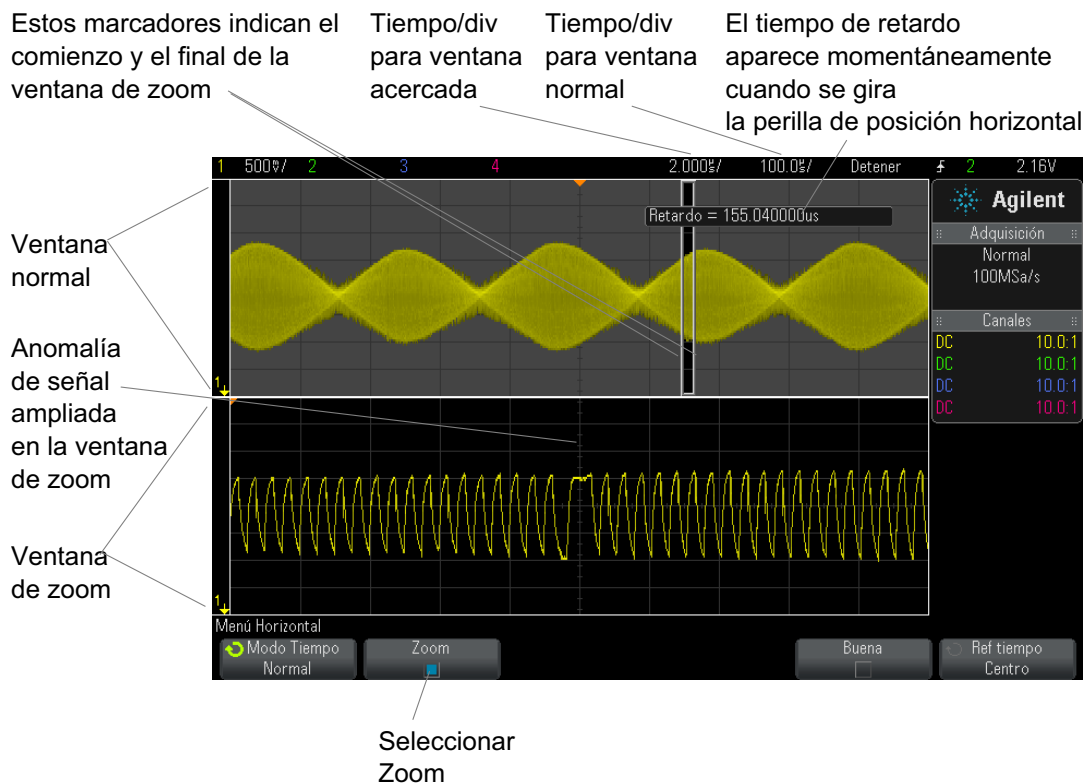 Estos marcadores indican el
comienzo y el final de la
ventana de zoom
Tiempo/div
para ventana
acercada
Tiempo/div
para ventana
normal
El tiempo de retardo
aparece momentáneamente
cuando se gira
la perilla de posición horizontal
1 500▽/ 2 3 4 2.000s/ 100.0s/ Detener 2 2.16V
Retardo = 155.040000us
Agilent
Adquisición
Normal
100MSa/s
Canales
DC 10.0:1
DC 10.0:1
DC 10.0:1
DC 10.0:1
Ventana
normal
1
Anomalía
de señal
ampliada
en la ventana
de zoom
Ventana
de zoom
1
Menú Horizontal
Modo Tiempo
Normal
Zoom
Buena
Ref tiempo
Centro
Seleccionar
Zoom